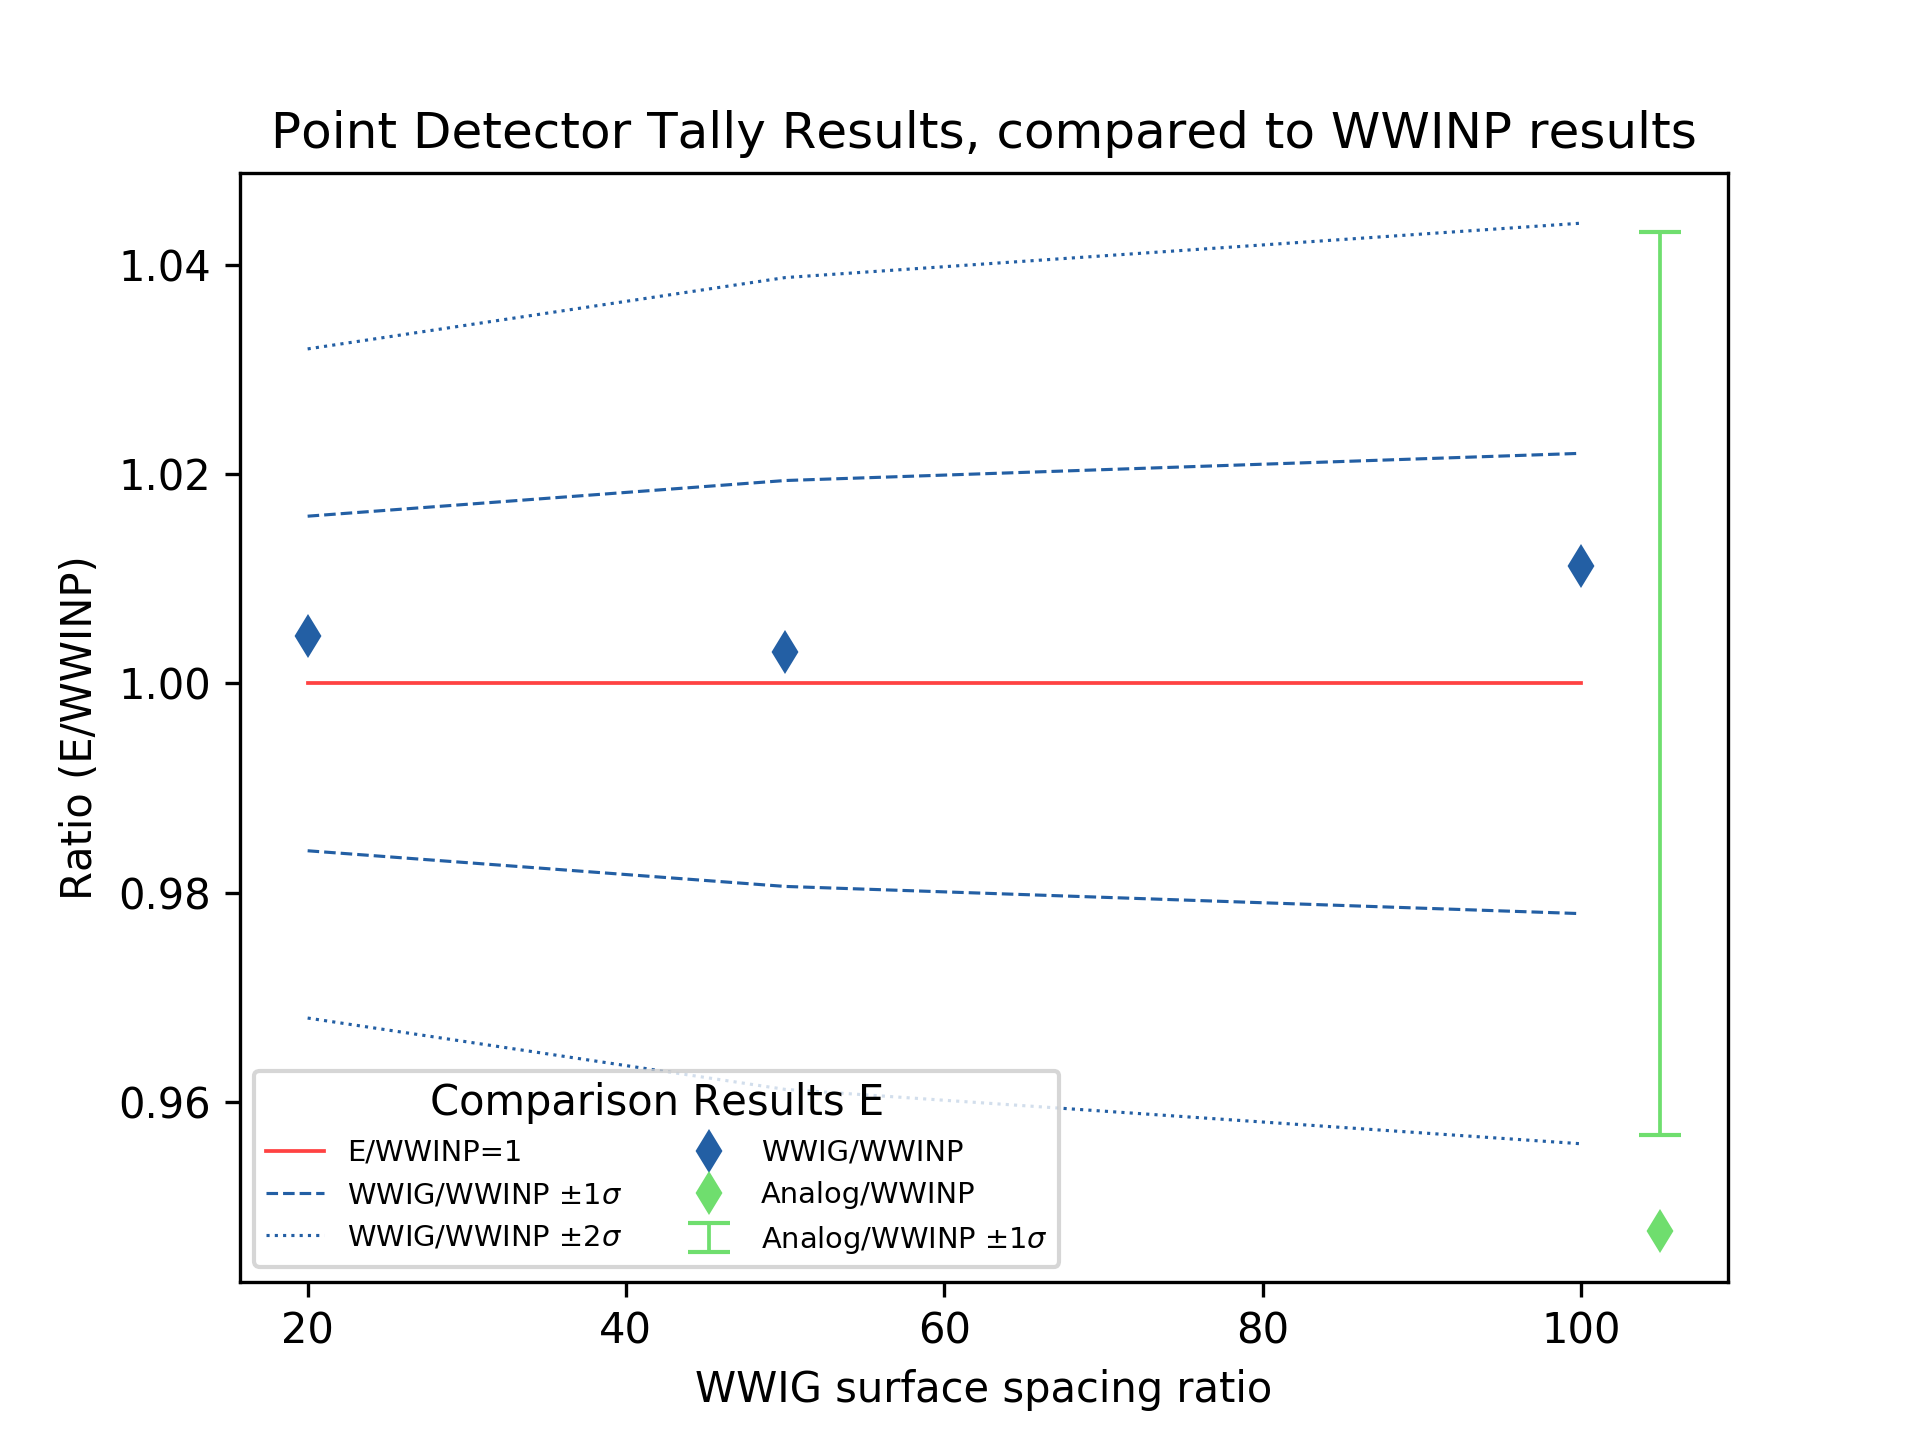 Point Detector Tally Results, compared to WWINP results
Ratio (E/WWINP)
1.04
1.02
1.00
0.98
0.96
Comparison Results E
E/WWINP=1
WWIG/WWINP ±1σ
WWIG/WWINP ±2σ
WWIG/WWINP
Analog/WWINP
Analog/WWINP ±1σ
20 40 60 80 100
WWIG surface spacing ratio